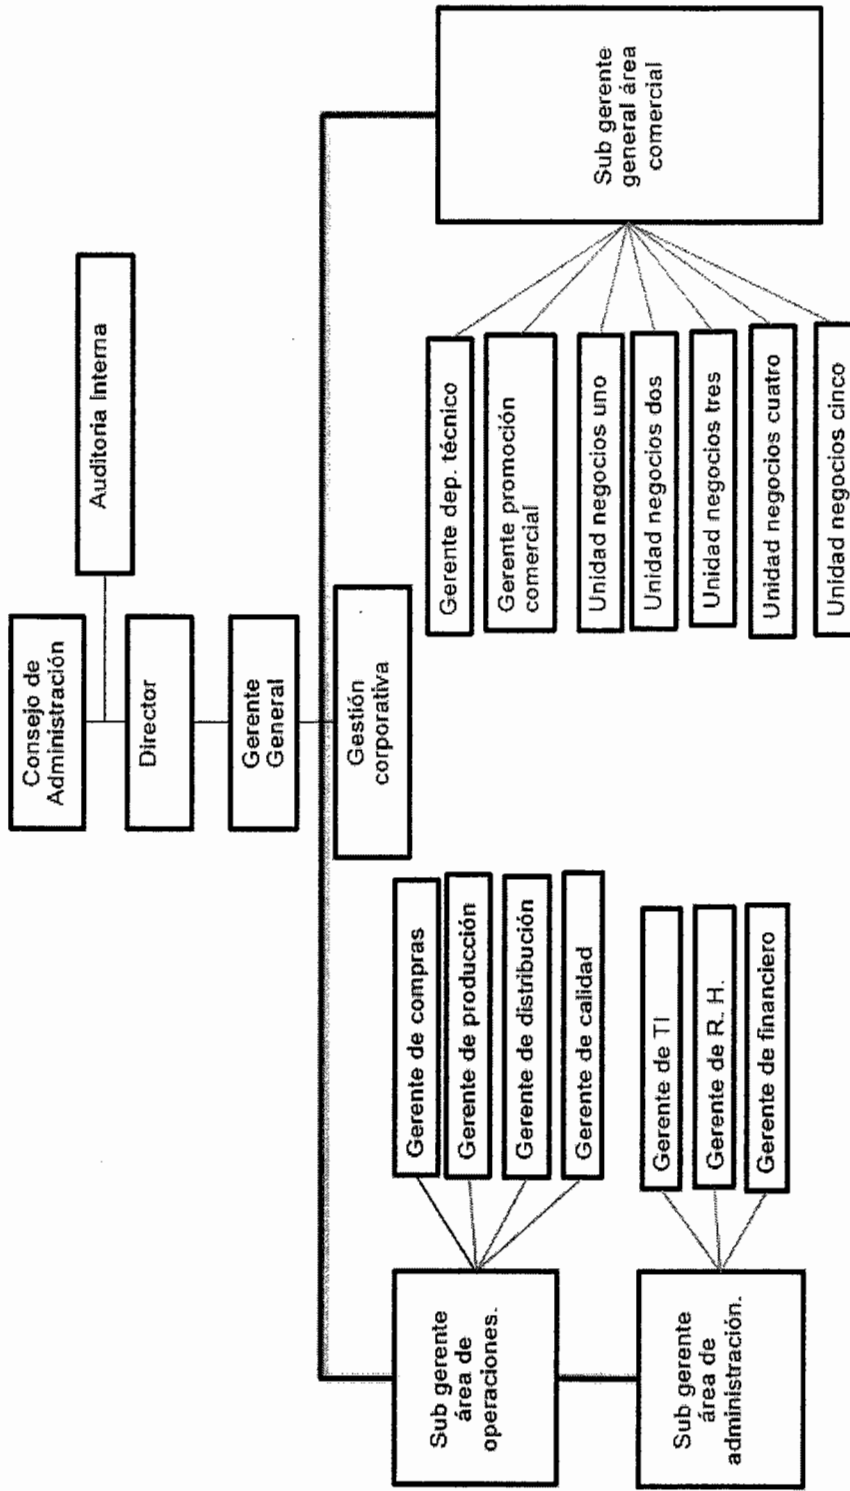 Consejo de
Administración
Auditoria Interna
Director
Gerente
General
Gestión
corporativa
Sub gerente
área de
operaciones.
Gerente de compras
Gerente de producción
Gerente de distribución
Gerente de calidad
Sub gerente
área de
administración.
Gerente de TI
Gerente de R. H.
Gerente de financiero
Sub gerente
general área
comercial
Gerente dep. técnico
Gerente promoción
comercial
Unidad negocios uno
Unidad negocios dos
Unidad negocios tres
Unidad negocios cuatro
Unidad negocios cinco